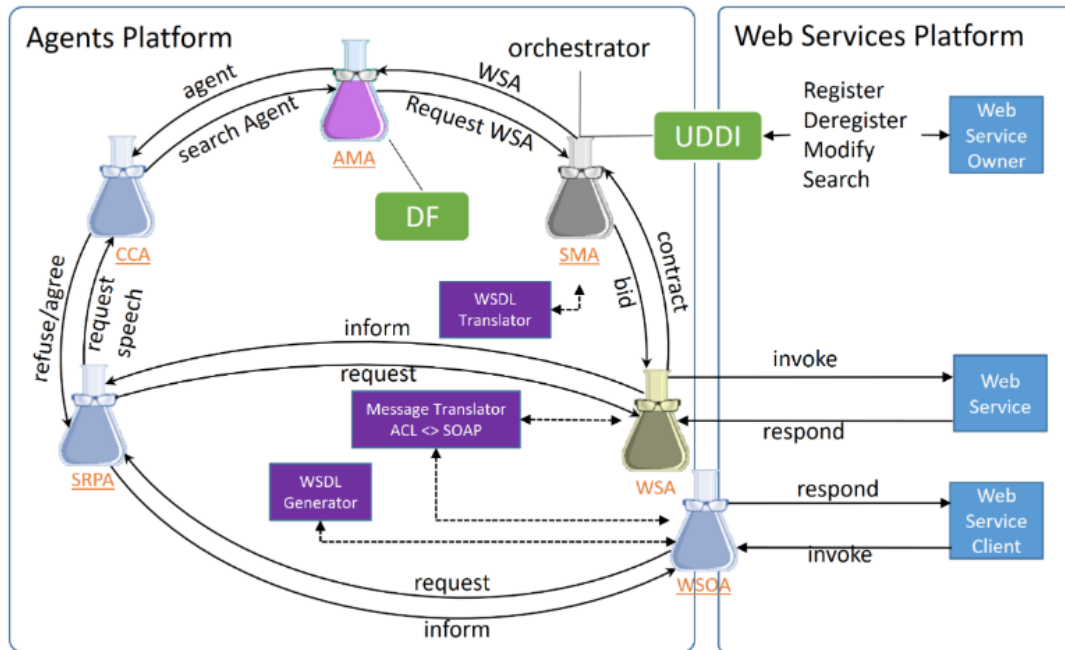 Agents Platform
Web Services Platform
orchestrator
agent
search Agent
WSA
Request WSA
AMA
DF
UDDI
Register
Deregister
Modify
Search
Web
Service
Owner
CCA
SMA
refuse/agree
request
speech
WSDL
Translator
bid
contract
inform
request
invoke
Web
Service
respond
Message Translator
ACL <> SOAP
SRPA
WSA
WSDL
Generator
respond
Web
Service
Client
invoke
WSOA
request
inform